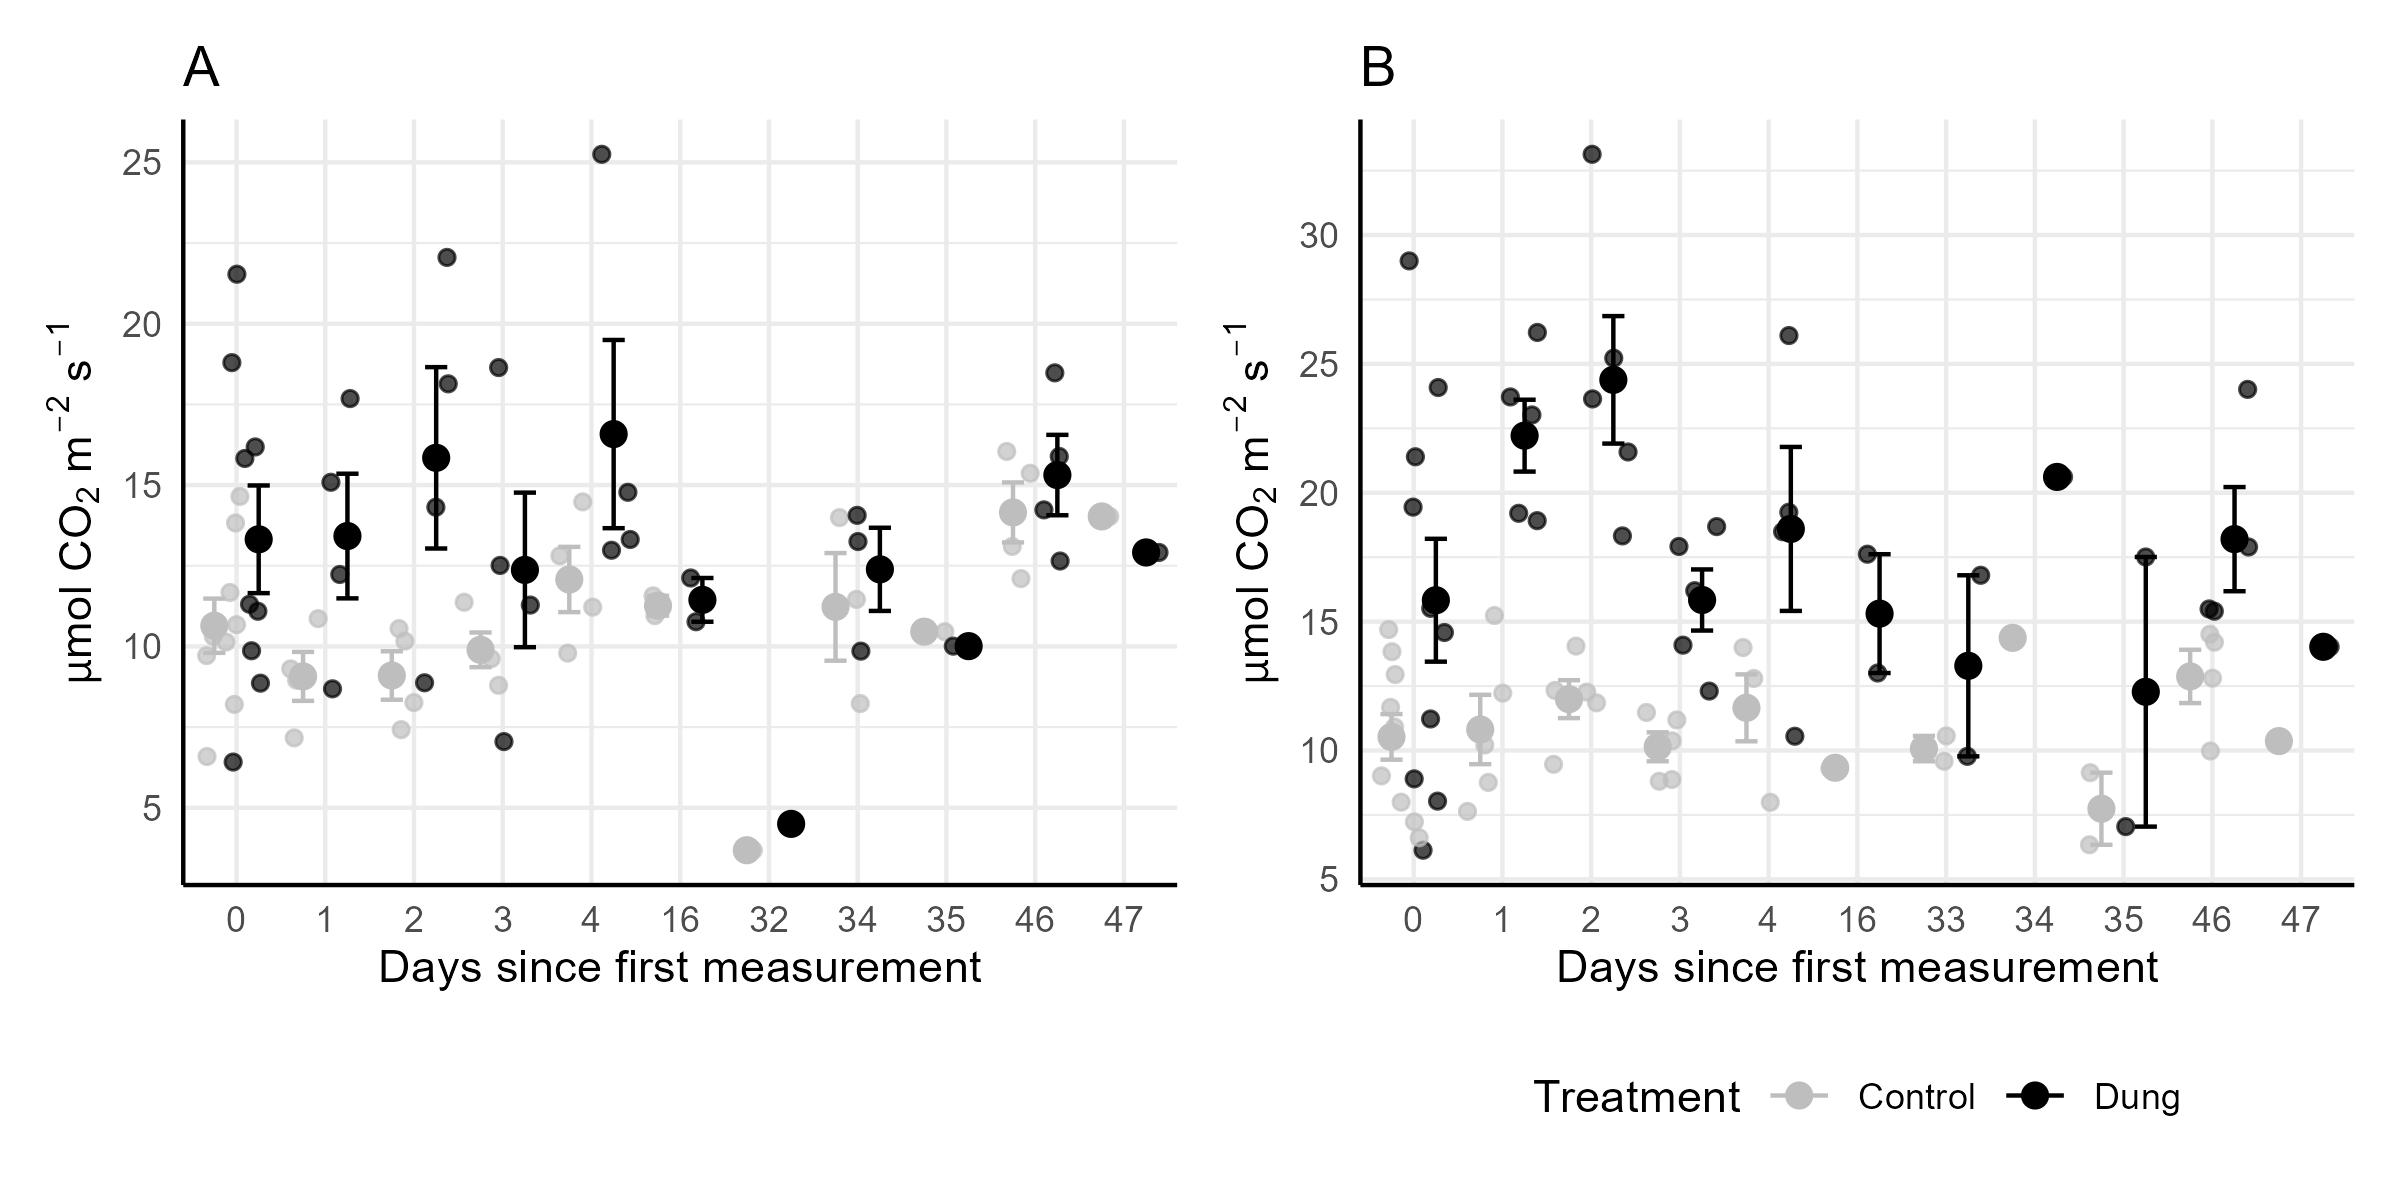 A
µmol CO₂ m⁻² s⁻¹
25
20
15
10
5
0 1 2 3 4 16 32 34 35 46 47
Days since first measurement
B
µmol CO₂ m⁻² s⁻¹
30
25
20
15
10
5
0 1 2 3 4 16 33 34 35 46 47
Days since first measurement
Treatment Control Dung